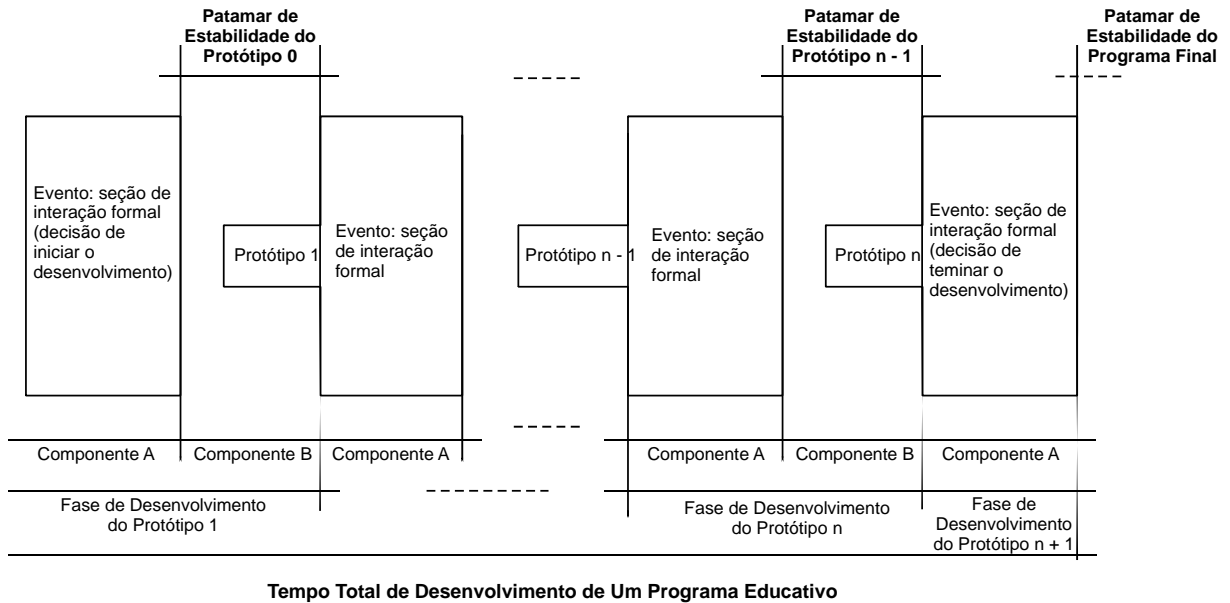 Patamar de
Estabilidade do
Protótipo 0
Patamar de
Estabilidade do
Protótipo n - 1
Patamar de
Estabilidade do
Programa Final
Evento: seção de
interação formal
(decisão de
iniciar o
desenvolvimento)
Protótipo 1
Evento: seção
de interação
formal
Protótipo n - 1
Evento: seção
de interação
formal
Protótipo n
Evento: seção de
interação formal
(decisão de
teminar o
desenvolvimento)
Componente A
Componente B
Componente A
Componente A
Componente B
Componente A
Fase de Desenvolvimento
do Protótipo 1
Fase de Desenvolvimento
do Protótipo n
Fase de
Desenvolvimento
do Protótipo n + 1
Tempo Total de Desenvolvimento de Um Programa Educativo